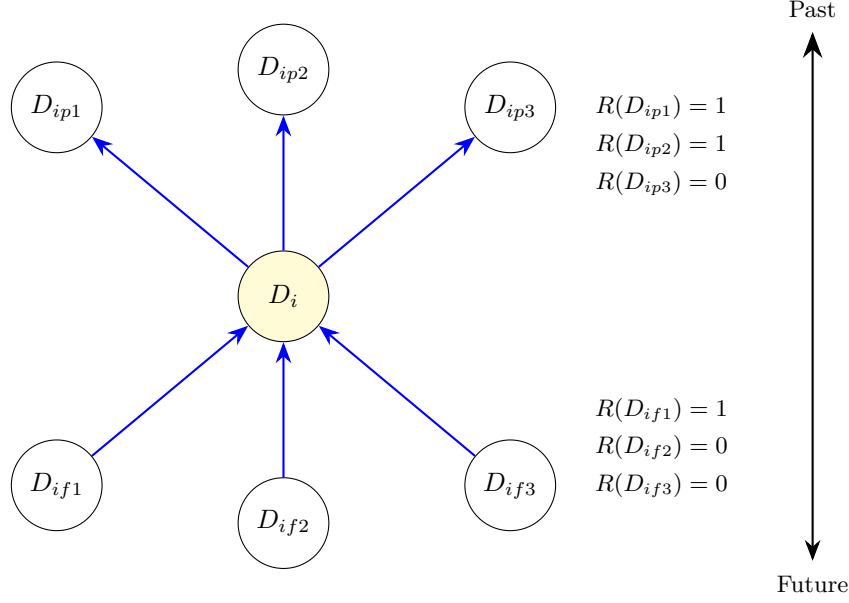 Past
D_{ip2}
D_{ip1}
D_{ip3}
R(D_{ip1}) = 1
R(D_{ip2}) = 1
R(D_{ip3}) = 0
D_i
R(D_{if1}) = 1
R(D_{if2}) = 0
R(D_{if3}) = 0
D_{if1}
D_{if3}
D_{if2}
Future